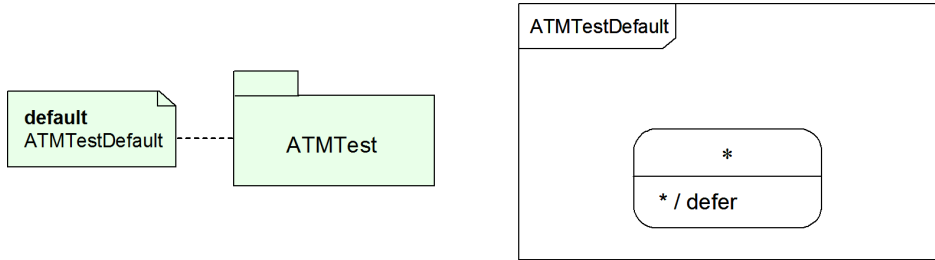 default
ATMTestDefault
ATMTest
ATMTestDefault
*
* / defer